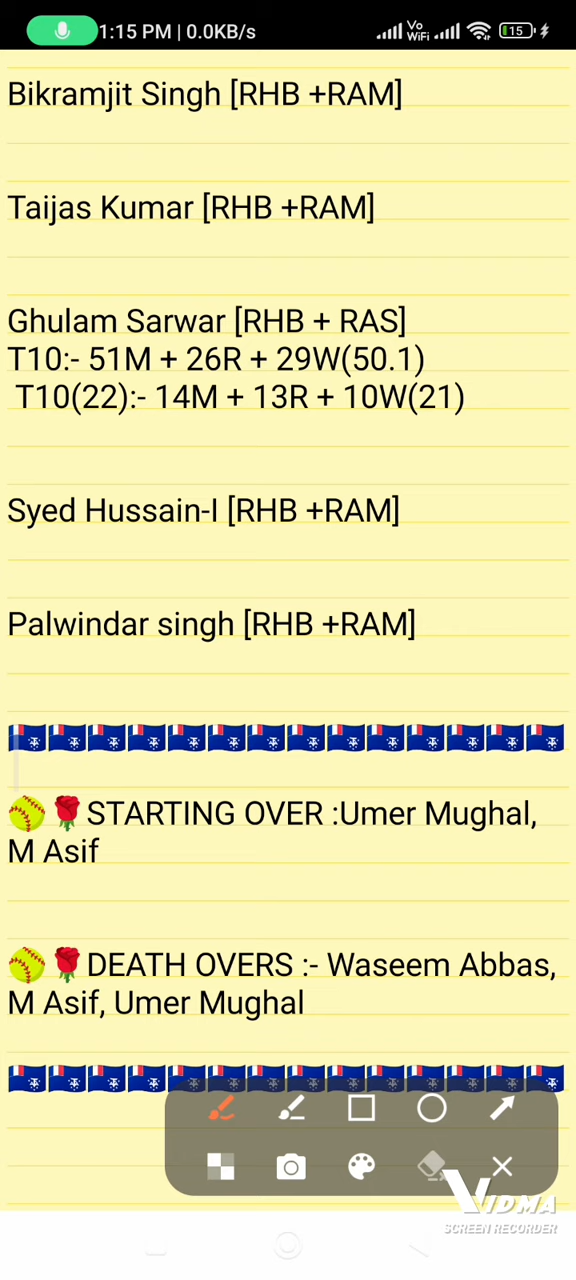 1:15 PM | 0.0KB/s Vo WiFi 15
Bikramjit Singh [RHB +RAM]
Taijas Kumar [RHB +RAM]
Ghulam Sarwar [RHB + RAS]
T10:- 51M + 26R + 29W(50.1)
T10(22):- 14M + 13R + 10W(21)
Syed Hussain-I [RHB +RAM]
Palwindar singh [RHB +RAM]
🇹🇫🇹🇫🇹🇫🇹🇫🇹🇫🇹🇫🇹🇫🇹🇫🇹🇫🇹🇫🇹🇫🇹🇫🇹🇫🇹🇫
🥎🌹STARTING OVER :Umer Mughal,
M Asif
🥎🌹DEATH OVERS :- Waseem Abbas,
M Asif, Umer Mughal
🇹🇫🇹🇫🇹🇫🇹🇫🇹🇫🇹🇫🇹🇫🇹🇫🇹🇫🇹🇫🇹🇫🇹🇫🇹🇫🇹🇫
VIDMA
SCREEN RECORDER